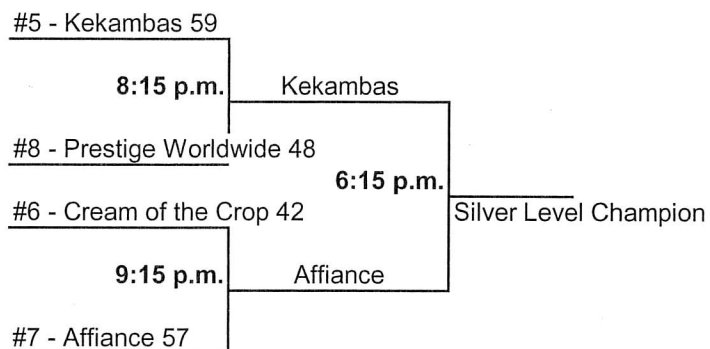 #5 - Kekambas 59
8:15 p.m.
Kekambas
#8 - Prestige Worldwide 48
6:15 p.m.
#6 - Cream of the Crop 42
Silver Level Champion
9:15 p.m.
Affiance
#7 - Affiance 57